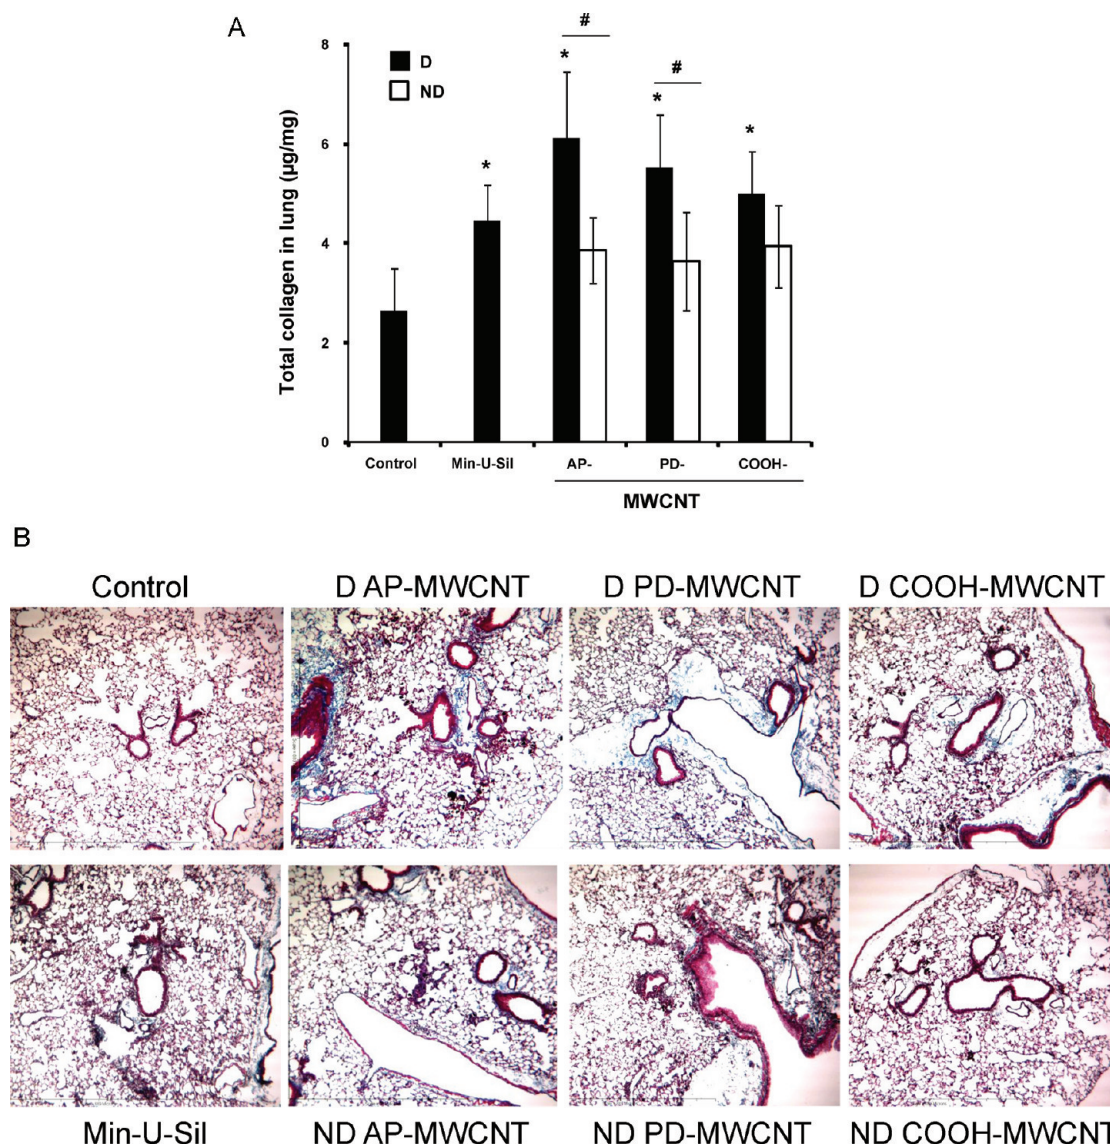 A
8
6
4
2
0
Total collagen in lung (µg/mg)
D
ND
*
*
#
*
#
*
Control
Min-U-Sil
AP-
PD-
COOH-
MWCNT
B
Control
D AP-MWCNT
D PD-MWCNT
D COOH-MWCNT
Min-U-Sil
ND AP-MWCNT
ND PD-MWCNT
ND COOH-MWCNT